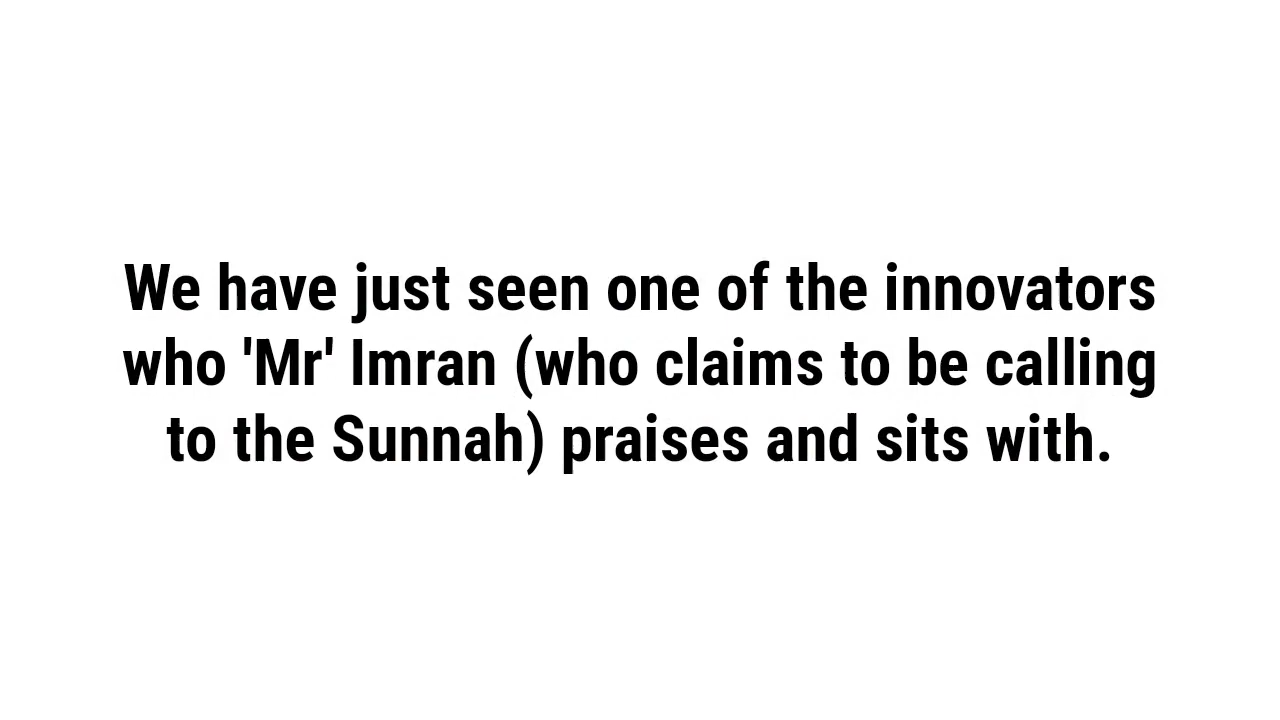 We have just seen one of the innovators
who 'Mr' Imran (who claims to be calling
to the Sunnah) praises and sits with.